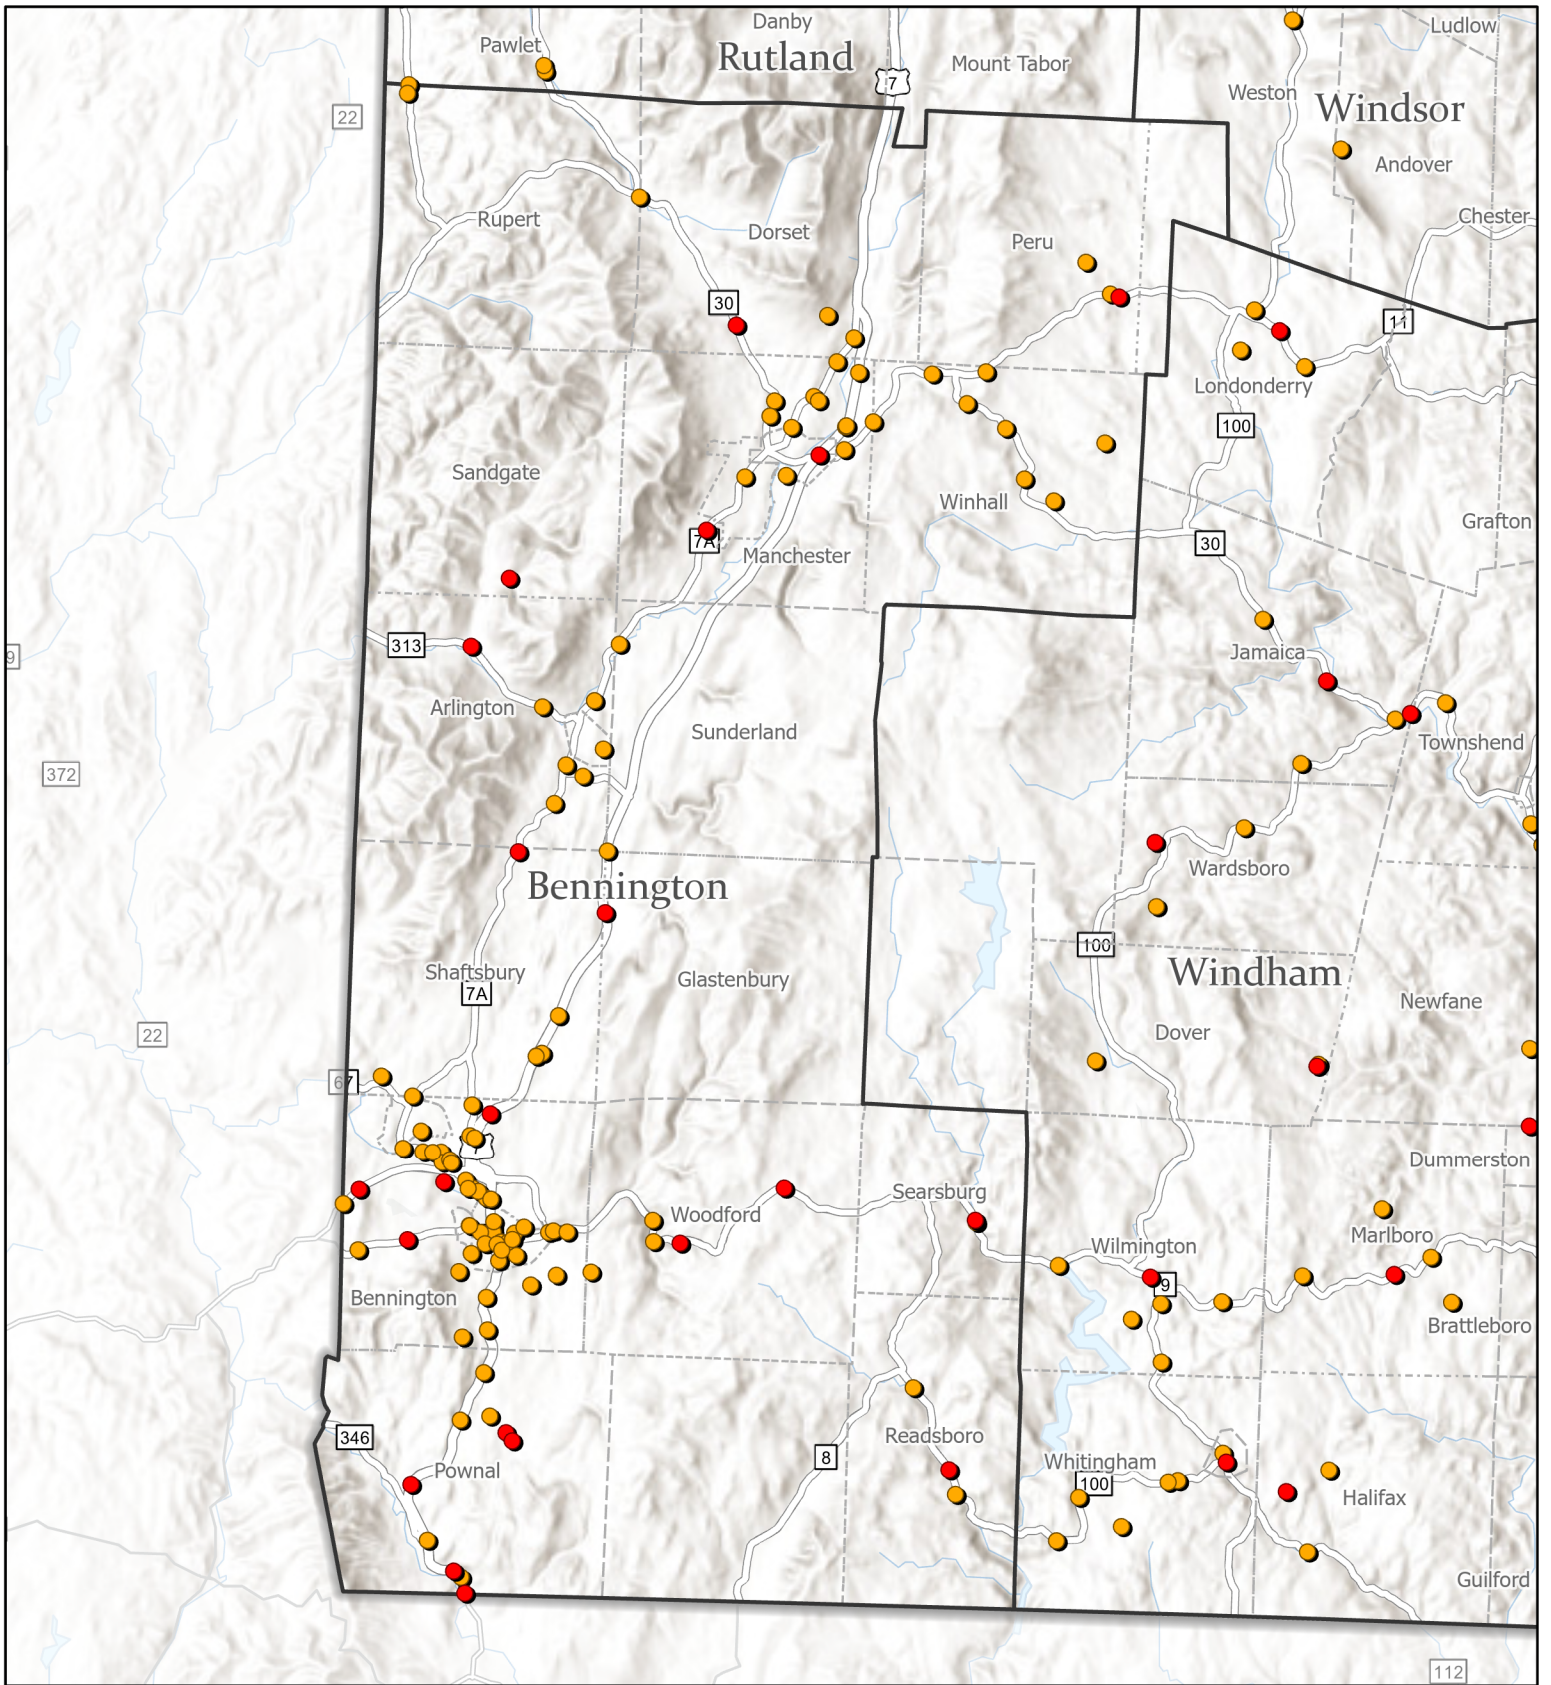 Danby
Ludlow
Pawlet
Rutland
Mount Tabor
7
Weston
Windsor
22
Andover
Rupert
Chester
Dorset
Peru
30
11
Londonderry
100
Sandgate
Winhall
Grafton
7A
30
Manchester
313
9
Jamaica
Arlington
Sunderland
Townshend
372
Wardsboro
Bennington
100
Windham
Shaftsbury
Glastenbury
7A
Newfane
22
Dover
67
7
Dummerston
Searsburg
Woodford
Marlboro
Wilmington
9
Bennington
Brattleboro
346
Readsboro
8
Pownal
Whitingham
100
Halifax
Guilford
112